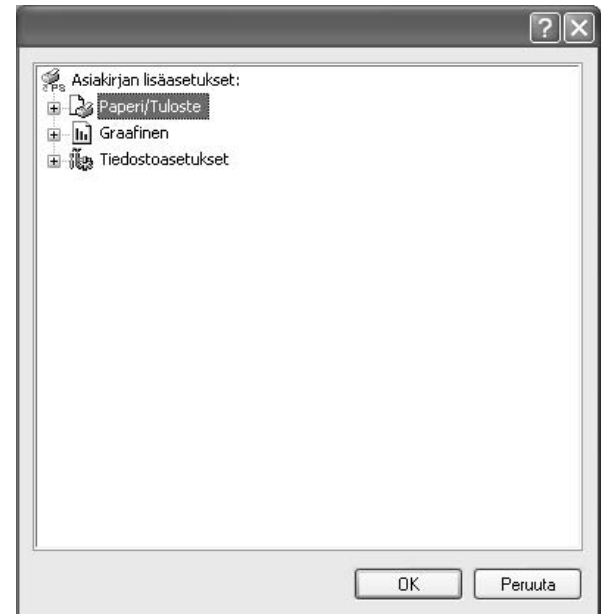 Asiakirjan lisäasetukset:
Paperi/Tuloste
Graafinen
Tiedostoasetukset
OK Peruuta